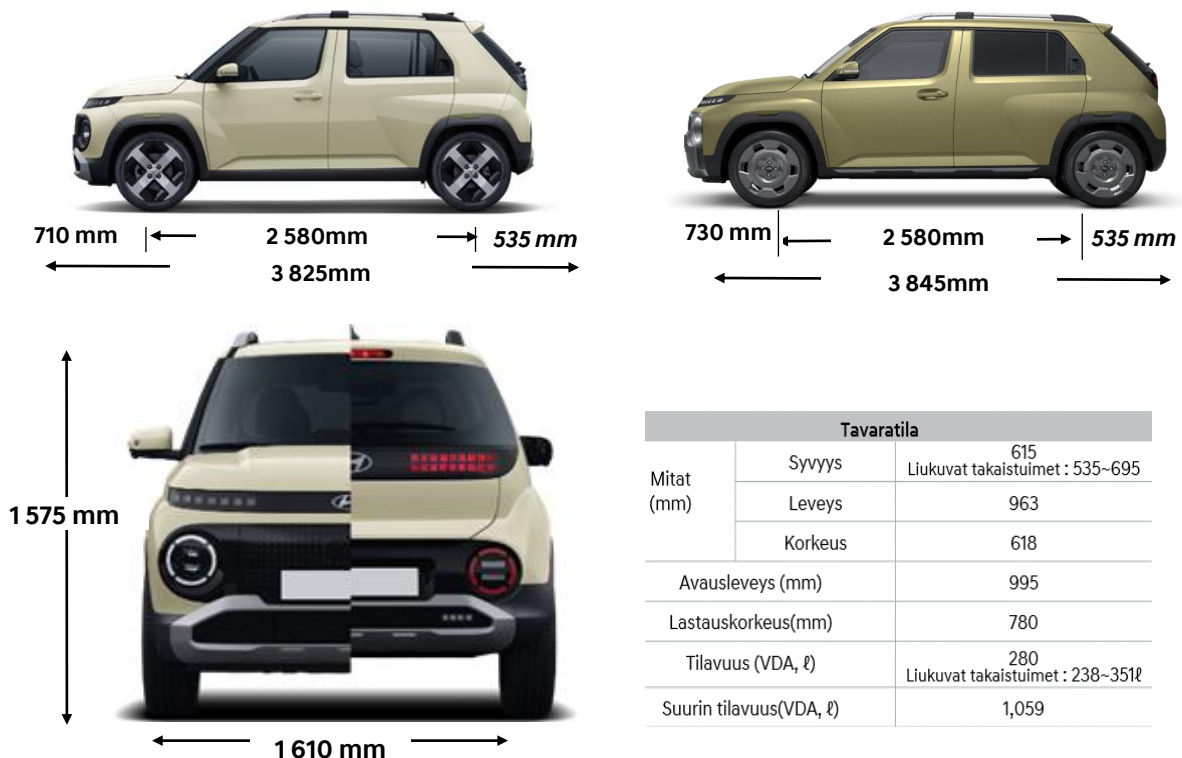 710 mm
2 580mm
535 mm
3 825mm
730 mm
2 580mm
535 mm
3 845mm
1 575 mm
1 610 mm
Tavaratila
Mitat
(mm)
Syvyys
615
Liukuvat takaistuimet : 535~695
Leveys
963
Korkeus
618
Avausleveys (mm)
995
Lastauskorkeus(mm)
780
Tilavuus (VDA, ℓ)
280
Liukuvat takaistuimet : 238~351ℓ
Suurin tilavuus(VDA, ℓ)
1,059